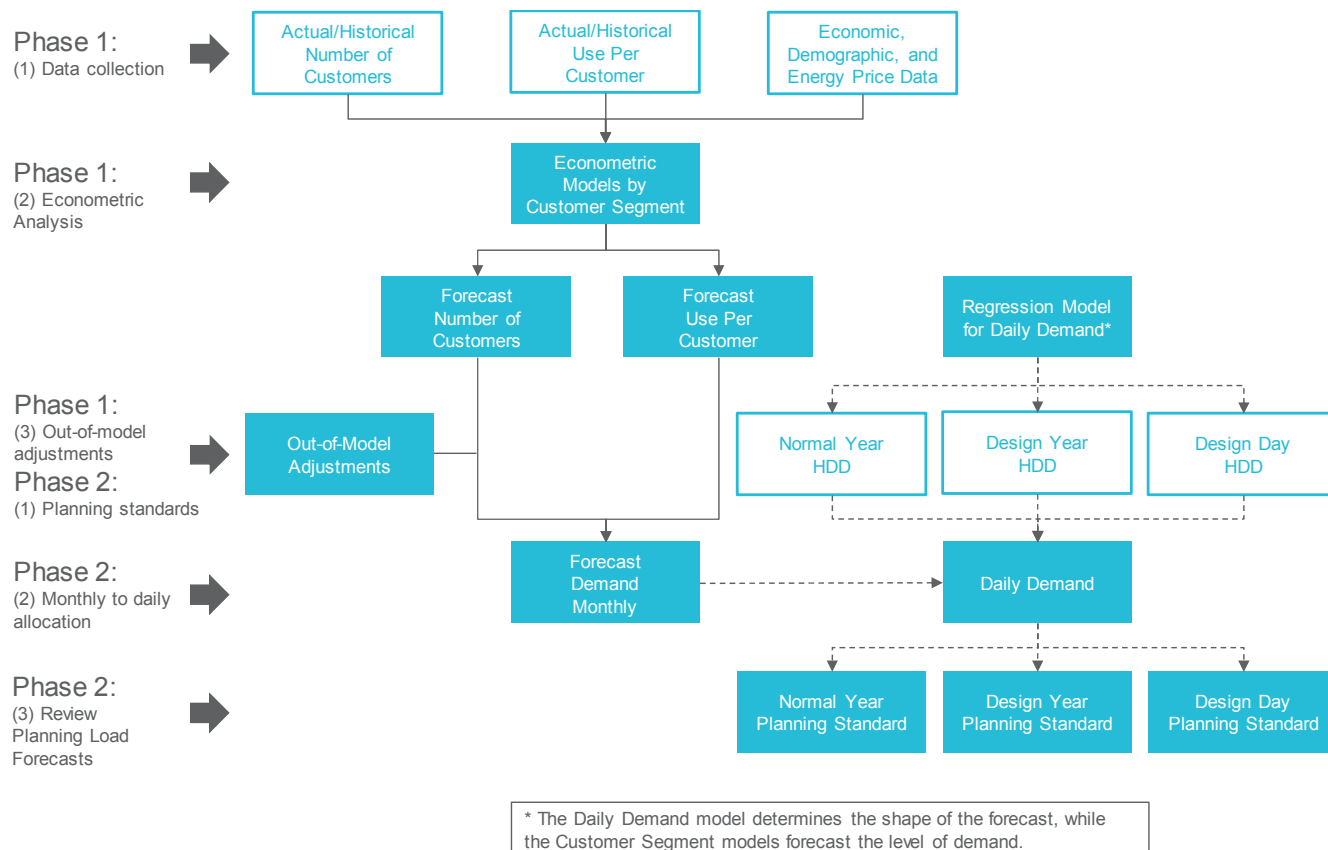 Phase 1:
(1) Data collection
Actual/Historical
Number of
Customers
Actual/Historical
Use Per
Customer
Economic,
Demographic, and
Energy Price Data
Phase 1:
(2) Econometric
Analysis
Econometric
Models by
Customer Segment
Forecast
Number of
Customers
Forecast
Use Per
Customer
Regression Model
for Daily Demand*
Phase 1:
(3) Out-of-model
adjustments
Phase 2:
(1) Planning standards
Out-of-Model
Adjustments
Normal Year
HDD
Design Year
HDD
Design Day
HDD
Phase 2:
(2) Monthly to daily
allocation
Forecast
Demand
Monthly
Daily Demand
Phase 2:
(3) Review
Planning Load
Forecasts
Normal Year
Planning Standard
Design Year
Planning Standard
Design Day
Planning Standard
* The Daily Demand model determines the shape of the forecast, while
the Customer Segment models forecast the level of demand.